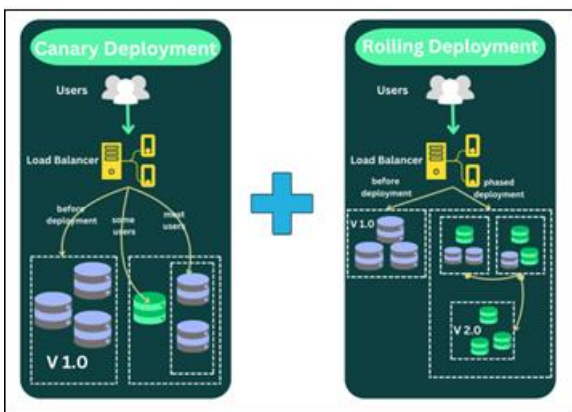 Canary Deployment
Users
Load Balancer
before
deployment
some
users
most
users
V 1.0
Rolling Deployment
Users
Load Balancer
before
deployment
phased
deployment
V 1.0
V 2.0